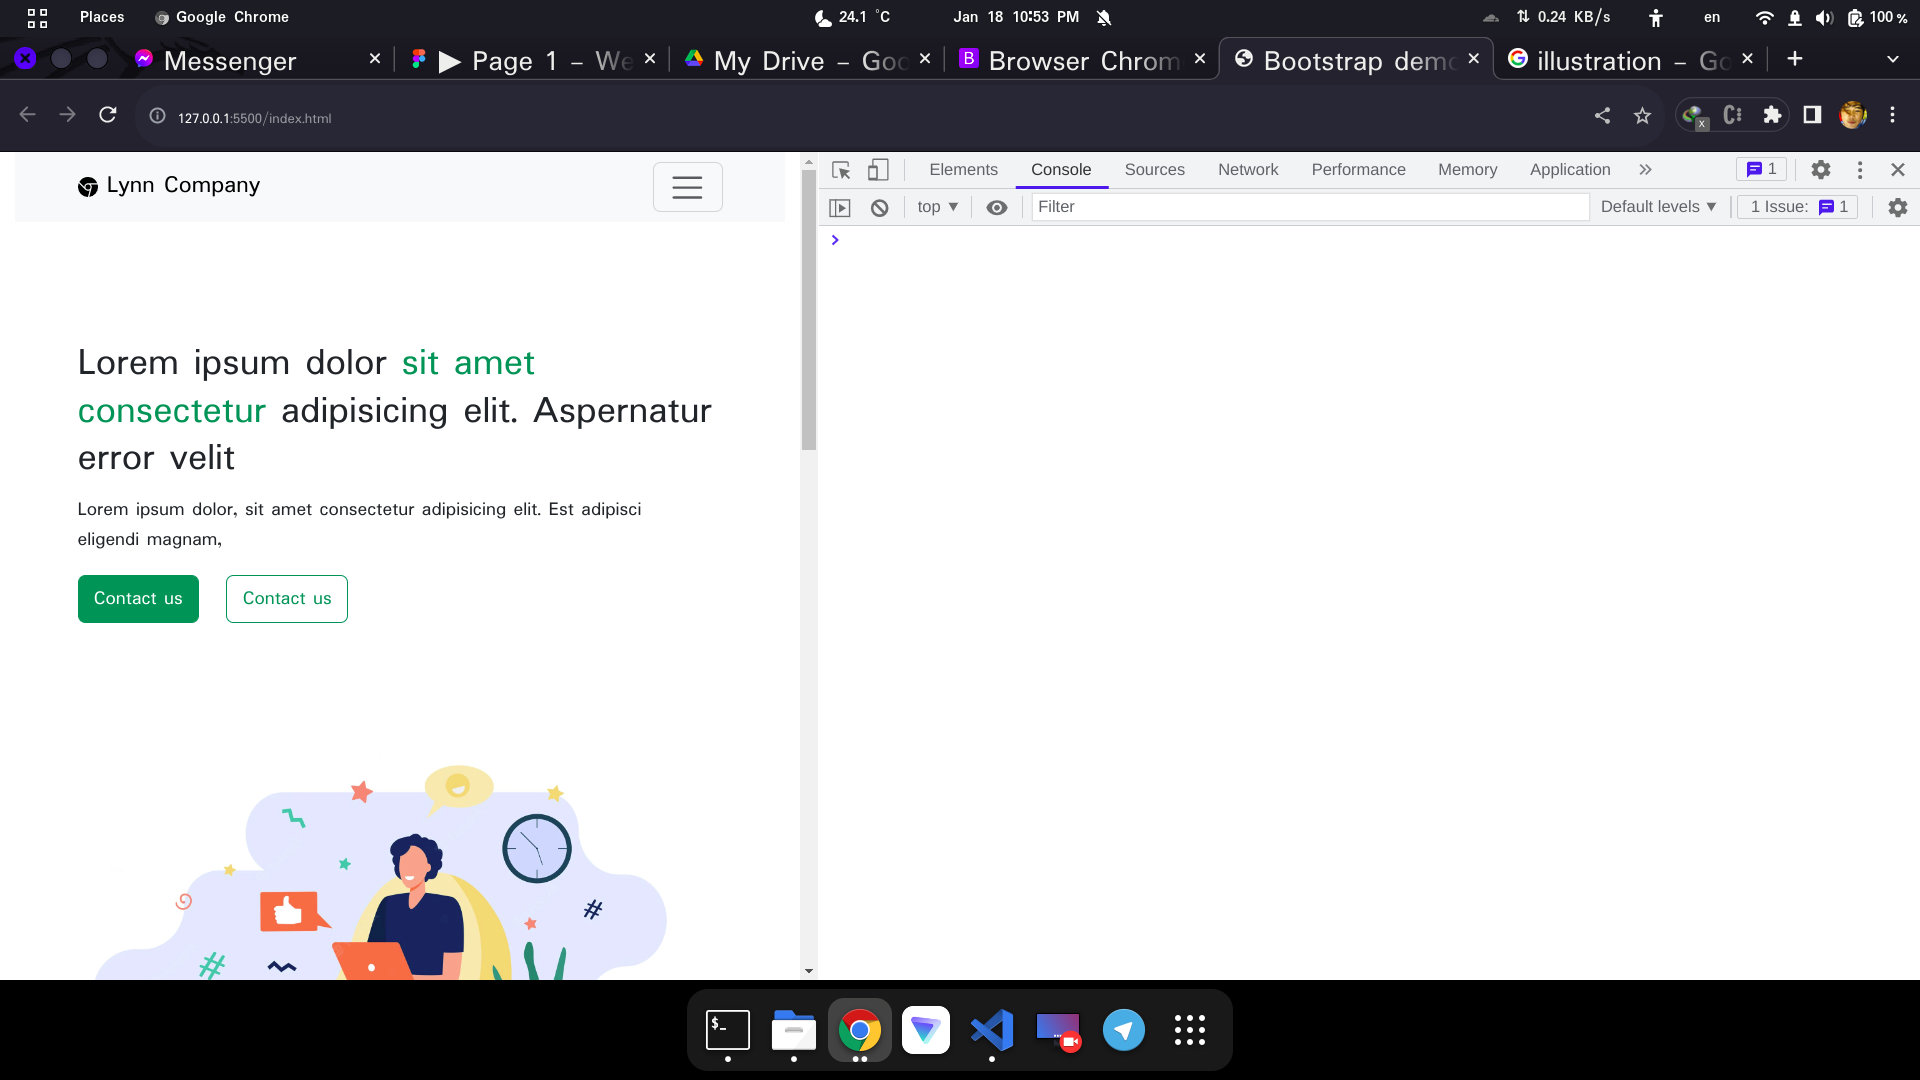 Places Google Chrome 24.1 °C Jan 18 10:53 PM 0.24 KB/s en 100 %
Messenger Page 1 – We My Drive – Goo Browser Chrom Bootstrap demo illustration – Go
127.0.0.1:5500/index.html
Lynn Company
Elements Console Sources Network Performance Memory Application 1
top Filter Default levels 1 Issue: 1
Lorem ipsum dolor sit amet
consectetur adipisicing elit. Aspernatur
error velit
Lorem ipsum dolor, sit amet consectetur adipisicing elit. Est adipisci
eligendi magnam,
Contact us Contact us